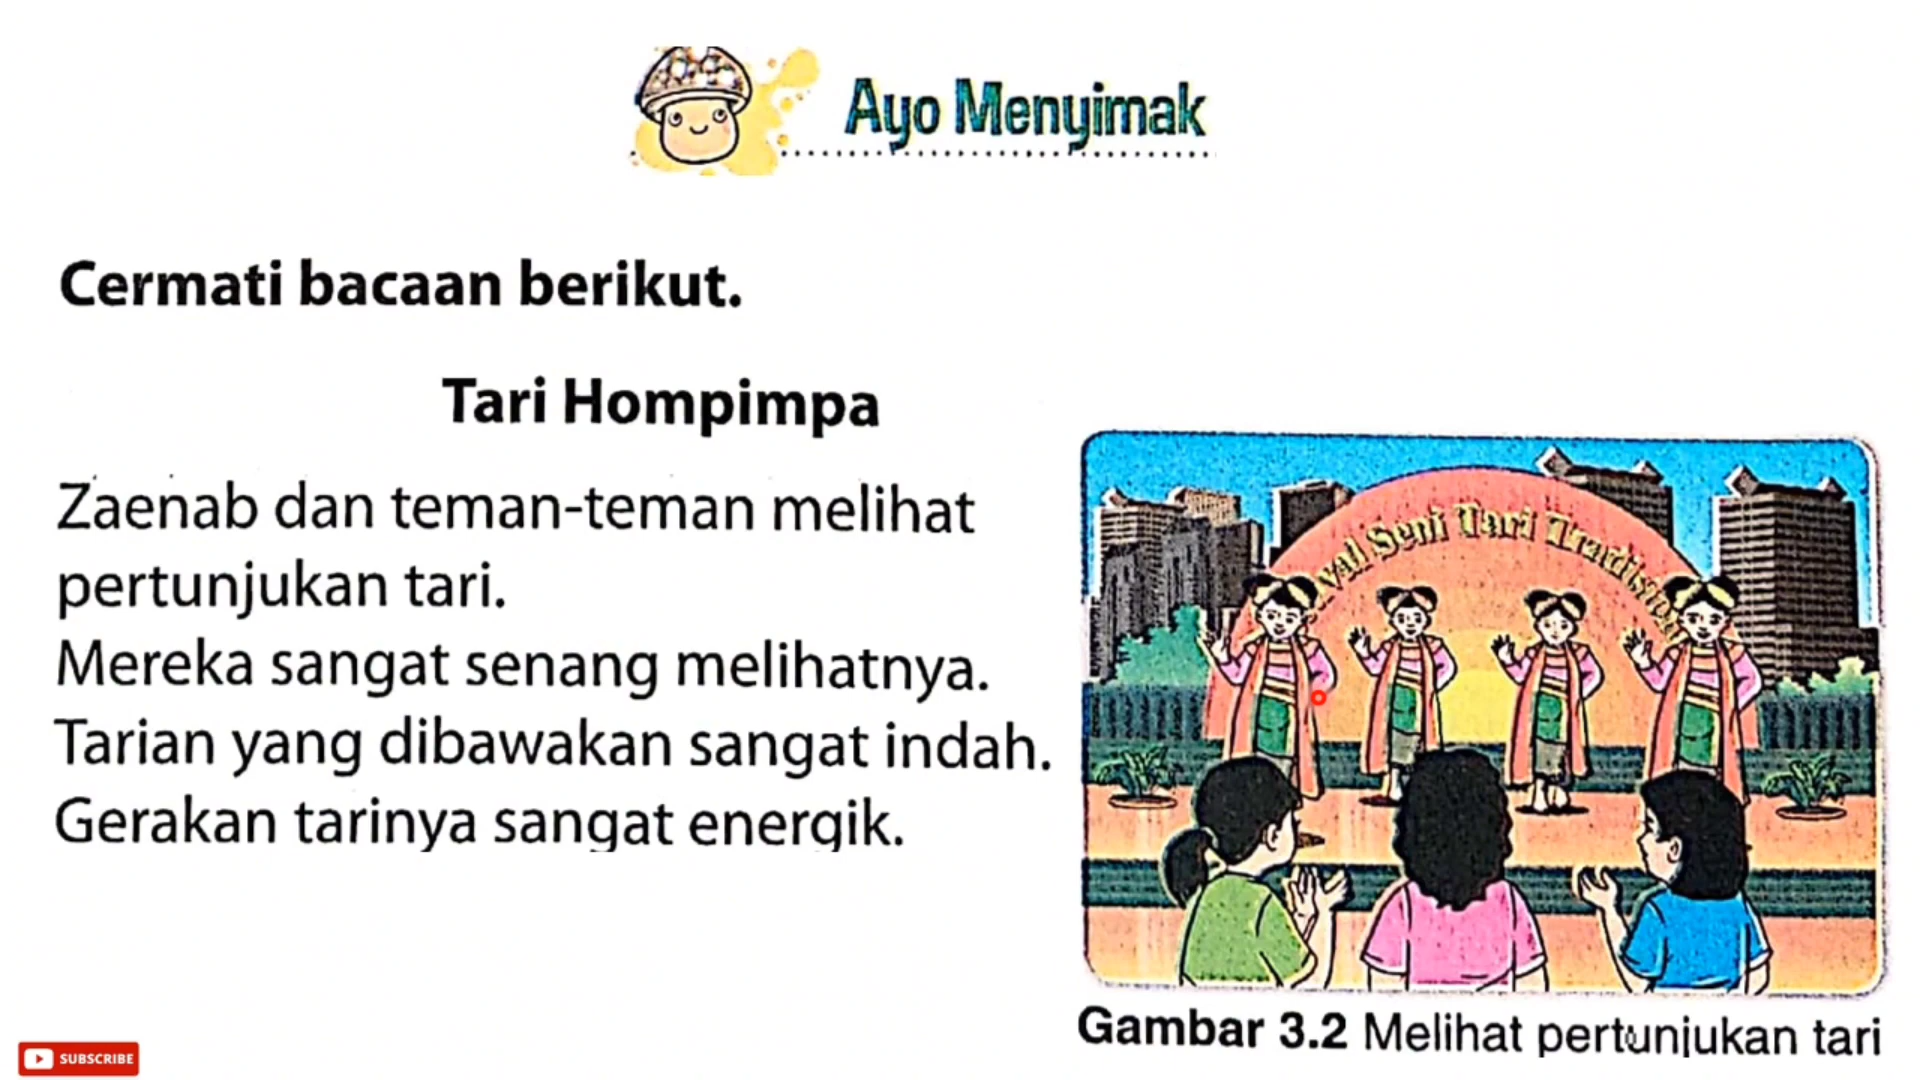 Ayo Menyimak
Cermati bacaan berikut.
Tari Hompimpa
Zaenab dan teman-teman melihat
pertunjukan tari.
Mereka sangat senang melihatnya.
Tarian yang dibawakan sangat indah.
Gerakan tarinya sangat energik.
Seni Tari
Gambar 3.2 Melihat pertunjukan tari
SUBSCRIBE